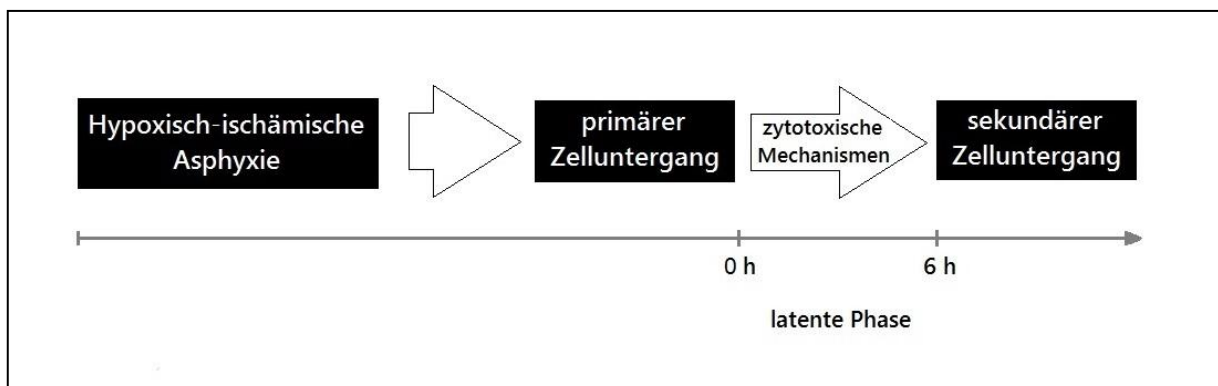 Hypoxisch-ischämische
Asphyxie
primärer
Zelluntergang
zytotoxische
Mechanismen
sekundärer
Zelluntergang
0 h
6 h
latente Phase